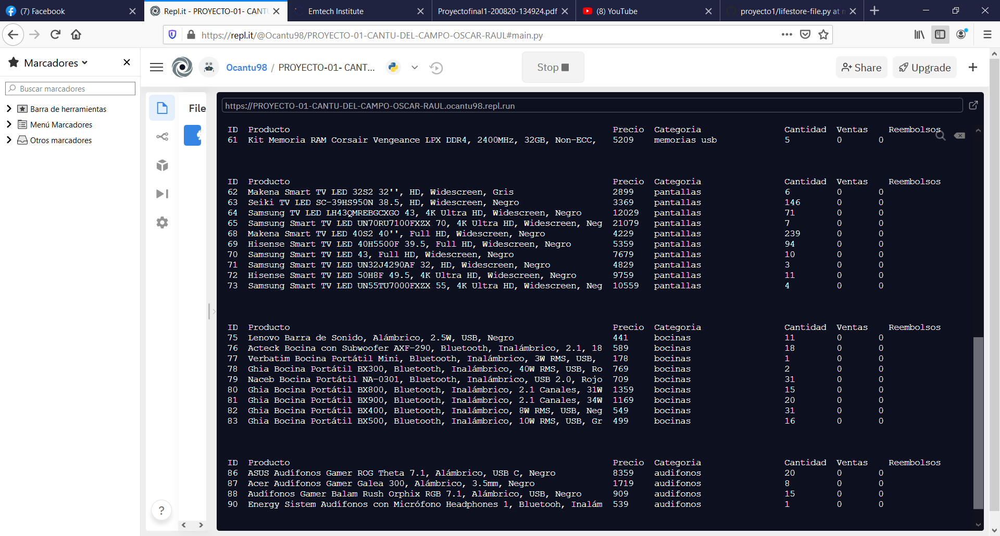 (7) Facebook
Repl.it - PROYECTO-01- CANTU
Emtech Institute
Proyectofinal1-200820-134924.pdf
(8) YouTube
proyecto1/lifestore-file.py at m
https://repl.it/@Ocantu98/PROYECTO-01-CANTU-DEL-CAMPO-OSCAR-RAUL#main.py
Marcadores
Buscar marcadores
Barra de herramientas
Menú Marcadores
Otros marcadores
Ocantu98 / PROYECTO-01- CANT...
Stop
Share
Upgrade
File
https://PROYECTO-01-CANTU-DEL-CAMPO-OSCAR-RAUL.ocantu98.repl.run
ID Producto Precio Categoria Cantidad Ventas Reembolsos
61 Kit Memoria RAM Corsair Vengeance LPX DDR4, 2400MHz, 32GB, Non-ECC, 5209 memorias usb 5 0 0
ID Producto Precio Categoria Cantidad Ventas Reembolsos
62 Makena Smart TV LED 32S2 32'', HD, Widescreen, Gris 2899 pantallas 6 0 0
63 Seiki TV LED SC-39HS950N 38.5, HD, Widescreen, Negro 3369 pantallas 146 0 0
64 Samsung TV LED LH43QMREBGCXGO 43, 4K Ultra HD, Widescreen, Negro 12029 pantallas 71 0 0
65 Samsung Smart TV LED UN70RU7100FXZX 70, 4K Ultra HD, Widescreen, Neg 21079 pantallas 7 0 0
68 Makena Smart TV LED 40S2 40'', Full HD, Widescreen, Negro 4229 pantallas 239 0 0
69 Hisense Smart TV LED 40H5500F 39.5, Full HD, Widescreen, Negro 5359 pantallas 94 0 0
70 Samsung Smart TV LED 43, Full HD, Widescreen, Negro 7679 pantallas 10 0 0
71 Samsung Smart TV LED UN32J4290AF 32, HD, Widescreen, Negro 4829 pantallas 3 0 0
72 Hisense Smart TV LED 50H8F 49.5, 4K Ultra HD, Widescreen, Negro 9759 pantallas 11 0 0
73 Samsung Smart TV LED UN55TU7000FXZX 55, 4K Ultra HD, Widescreen, Neg 10559 pantallas 4 0 0
ID Producto Precio Categoria Cantidad Ventas Reembolsos
75 Lenovo Barra de Sonido, Alámbrico, 2.5W, USB, Negro 441 bocinas 11 0 0
76 Acteck Bocina con Subwoofer AXF-290, Bluetooth, Inalámbrico, 2.1, 18 589 bocinas 18 0 0
77 Verbatim Bocina Portátil Mini, Bluetooth, Inalámbrico, 3W RMS, USB, 178 bocinas 1 0 0
78 Ghia Bocina Portátil BX300, Bluetooth, Inalámbrico, 40W RMS, USB, Ro 769 bocinas 2 0 0
79 Naceb Bocina Portátil NA-0301, Bluetooth, Inalámbrico, USB 2.0, Rojo 709 bocinas 31 0 0
80 Ghia Bocina Portátil BX800, Bluetooth, Inalámbrico, 2.1 Canales, 31W 1359 bocinas 15 0 0
81 Ghia Bocina Portátil BX900, Bluetooth, Inalámbrico, 2.1 Canales, 34W 1169 bocinas 20 0 0
82 Ghia Bocina Portátil BX400, Bluetooth, Inalámbrico, 8W RMS, USB, Neg 549 bocinas 31 0 0
83 Ghia Bocina Portátil BX500, Bluetooth, Inalámbrico, 10W RMS, USB, Gr 499 bocinas 16 0 0
ID Producto Precio Categoria Cantidad Ventas Reembolsos
86 ASUS Audífonos Gamer ROG Theta 7.1, Alámbrico, USB C, Negro 8359 audifonos 20 0 0
87 Acer Audífonos Gamer Galea 300, Alámbrico, 3.5mm, Negro 1719 audifonos 8 0 0
88 Audífonos Gamer Balam Rush Orphix RGB 7.1, Alámbrico, USB, Negro 909 audifonos 15 0 0
90 Energy Sistem Audífonos con Micrófono Headphones 1, Bluetooh, Inalám 539 audifonos 1 0 0
?